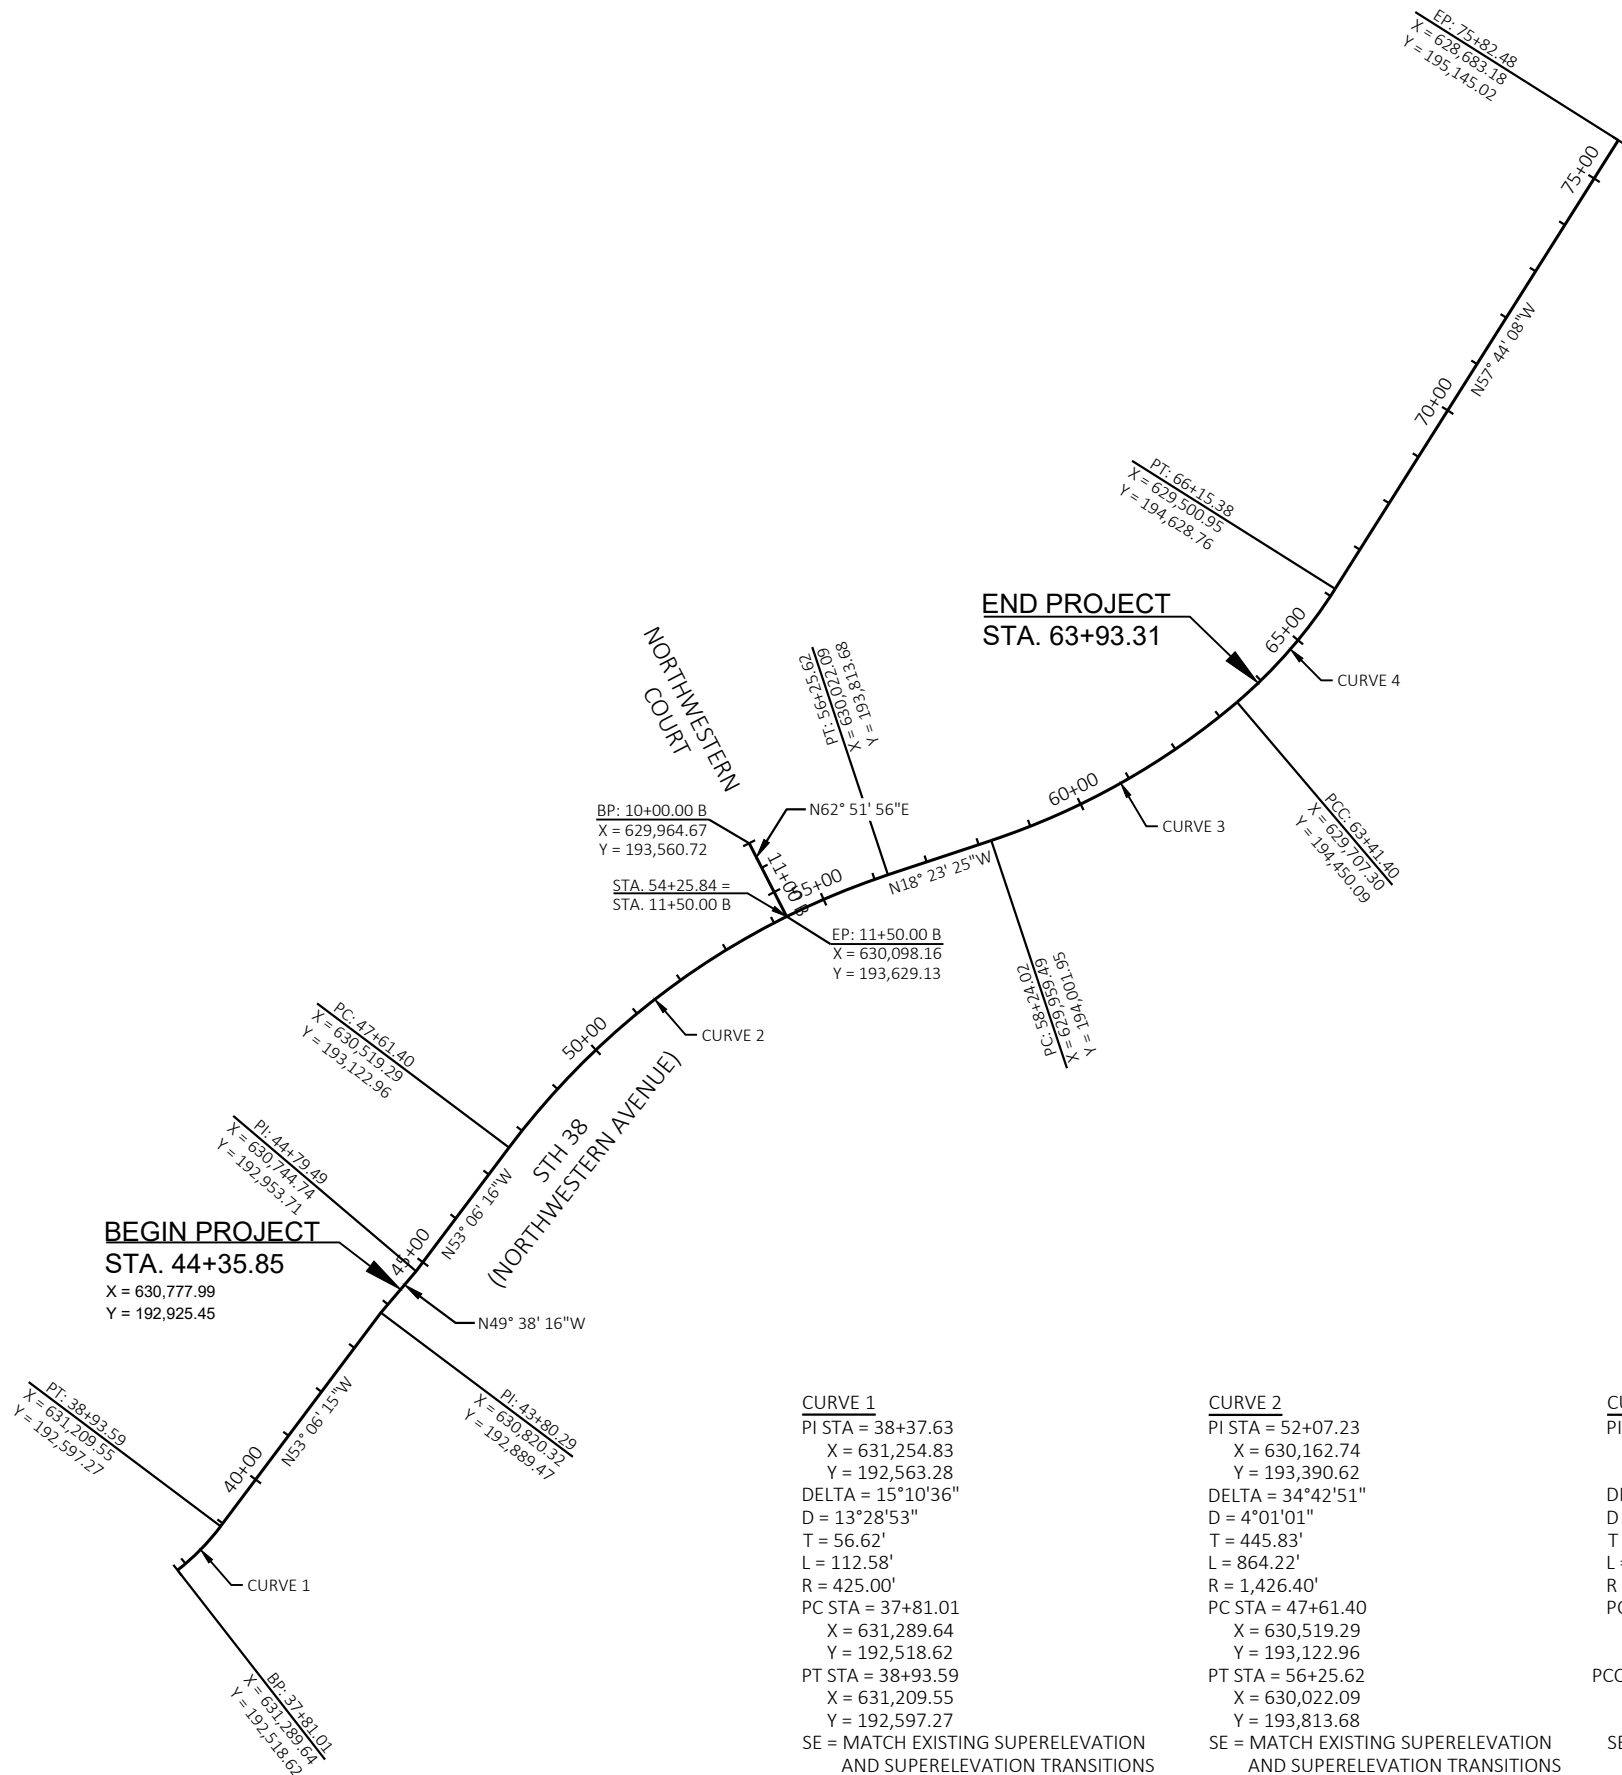 EP: 75+82.48
X = 628,683.18
Y = 195,145.02
75+00
N57° 44' 08"W
70+00
PT: 66+15.38
X = 629,500.95
Y = 194,628.76
END PROJECT
STA. 63+93.31
65+00
CURVE 4
NORTHWESTERN
COURT
PT: 56+25.62
X = 630,022.09
Y = 193,813.68
60+00
CURVE 3
PCC: 63+41.40
X = 629,707.30
Y = 194,450.09
BP: 10+00.00 B
X = 629,964.67
Y = 193,560.72
N62° 51' 56"E
11+00 B
55+00
N18° 23' 25"W
STA. 54+25.84 =
STA. 11+50.00 B
EP: 11+50.00 B
X = 630,098.16
Y = 193,629.13
PC: 58+24.02
X = 629,959.49
Y = 194,001.95
CURVE 2
50+00
PC: 47+61.40
X = 630,519.29
Y = 193,122.96
STH 38
(NORTHWESTERN AVENUE)
PI: 44+79.49
X = 630,744.74
Y = 192,953.71
N53° 06' 16"W
45+00
BEGIN PROJECT
STA. 44+35.85
X = 630,777.99
Y = 192,925.45
N49° 38' 16"W
PI: 43+80.29
X = 630,820.32
Y = 192,889.47
PT: 38+93.59
X = 631,209.55
Y = 192,597.27
N53° 06' 15"W
40+00
CURVE 1
BP: 37+81.01
X = 631,289.64
Y = 192,518.62
CURVE 1
PI STA = 38+37.63
X = 631,254.83
Y = 192,563.28
DELTA = 15°10'36"
D = 13°28'53"
T = 56.62'
L = 112.58'
R = 425.00'
PC STA = 37+81.01
X = 631,289.64
Y = 192,518.62
PT STA = 38+93.59
X = 631,209.55
Y = 192,597.27
SE = MATCH EXISTING SUPERELEVATION
AND SUPERELEVATION TRANSITIONS
CURVE 2
PI STA = 52+07.23
X = 630,162.74
Y = 193,390.62
DELTA = 34°42'51"
D = 4°01'01"
T = 445.83'
L = 864.22'
R = 1,426.40'
PC STA = 47+61.40
X = 630,519.29
Y = 193,122.96
PT STA = 56+25.62
X = 630,022.09
Y = 193,813.68
SE = MATCH EXISTING SUPERELEVATION
AND SUPERELEVATION TRANSITIONS
PI
D
T
R
PCC